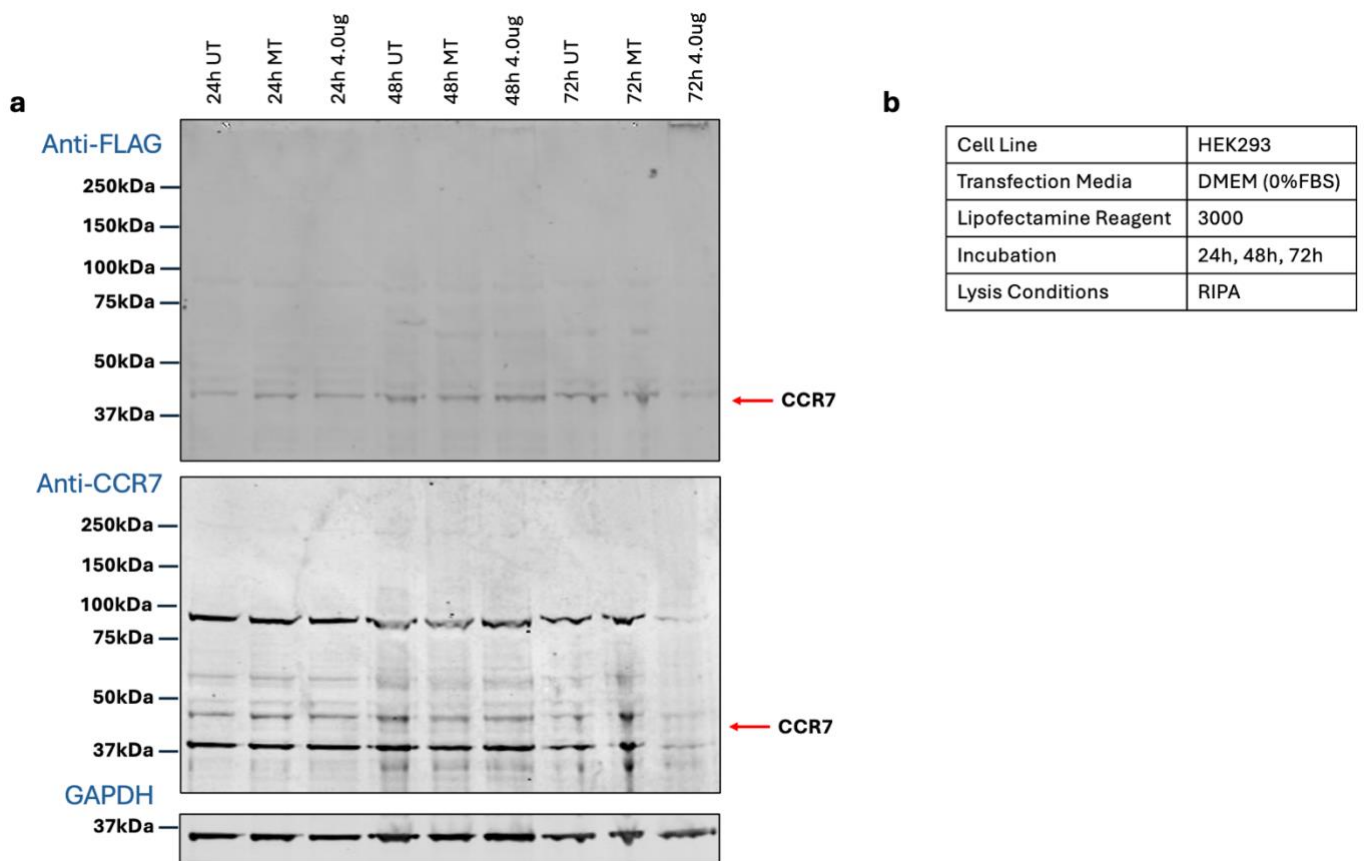 24h UT
24h MT
24h 4.0ug
48h UT
48h MT
48h 4.0ug
72h UT
72h MT
72h 4.0ug
a
Anti-FLAG
250kDa
150kDa
100kDa
75kDa
50kDa
37kDa
CCR7
Anti-CCR7
250kDa
150kDa
100kDa
75kDa
50kDa
37kDa
CCR7
GAPDH
37kDa
b
Cell Line HEK293
Transfection Media DMEM (0%FBS)
Lipofectamine Reagent 3000
Incubation 24h, 48h, 72h
Lysis Conditions RIPA